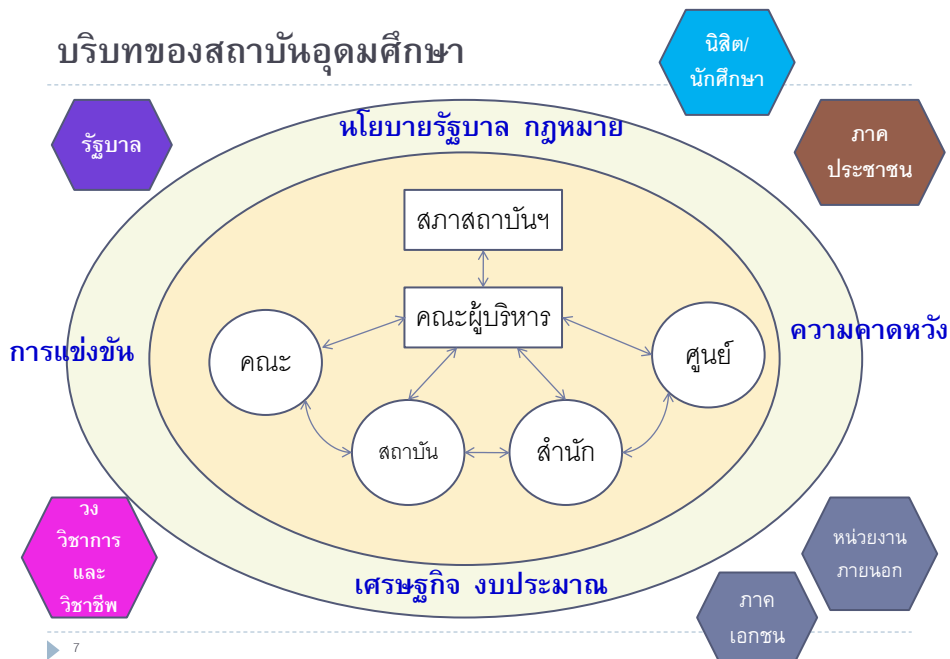 บริบทของสถาบันอุดมศึกษา
นิสิต/
นักศึกษา
นโยบายรัฐบาล กฎหมาย
รัฐบาล
ภาค
ประชาชน
สภาสถาบันฯ
คณะผู้บริหาร
การแข่งขัน
ความคาดหวัง
คณะ
ศูนย์
สถาบัน
สำนัก
วง
วิชาการ
และ
วิชาชีพ
หน่วยงาน
ภายนอก
เศรษฐกิจ งบประมาณ
ภาค
เอกชน
7